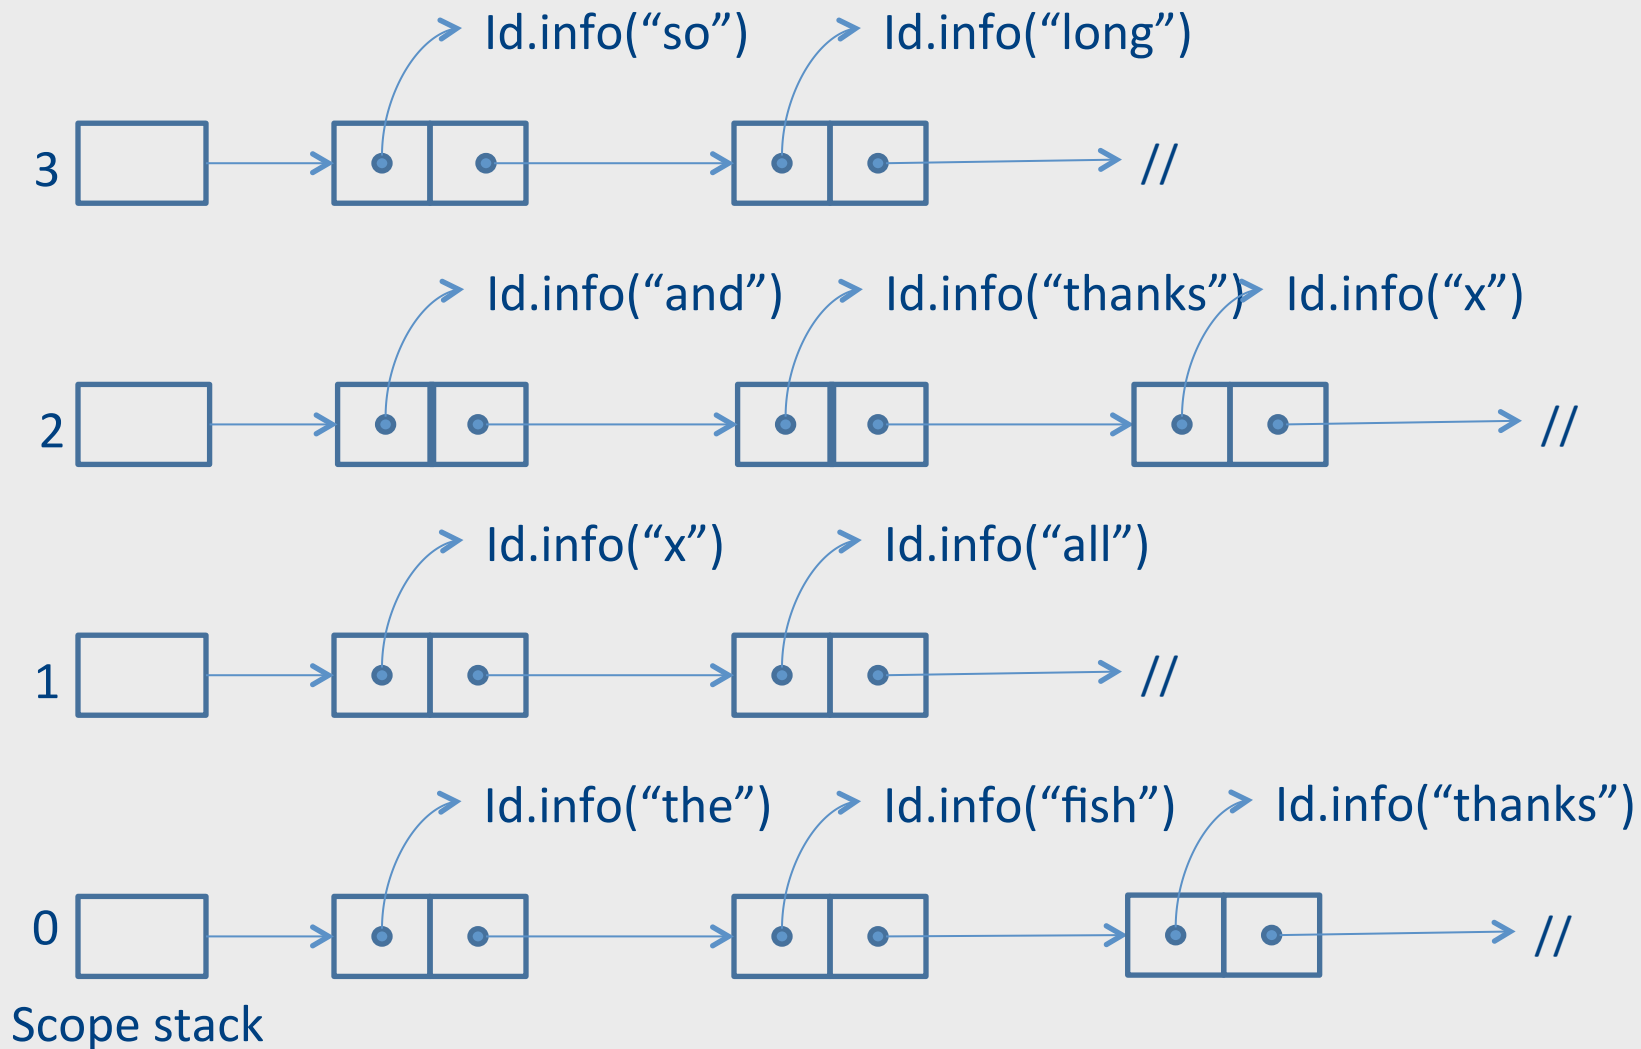 Id.info(“so”) Id.info(“long”)
3 //
Id.info(“and”) Id.info(“thanks”) Id.info(“x”)
2 //
Id.info(“x”) Id.info(“all”)
1 //
Id.info(“the”) Id.info(“fish”) Id.info(“thanks”)
0 //
Scope stack